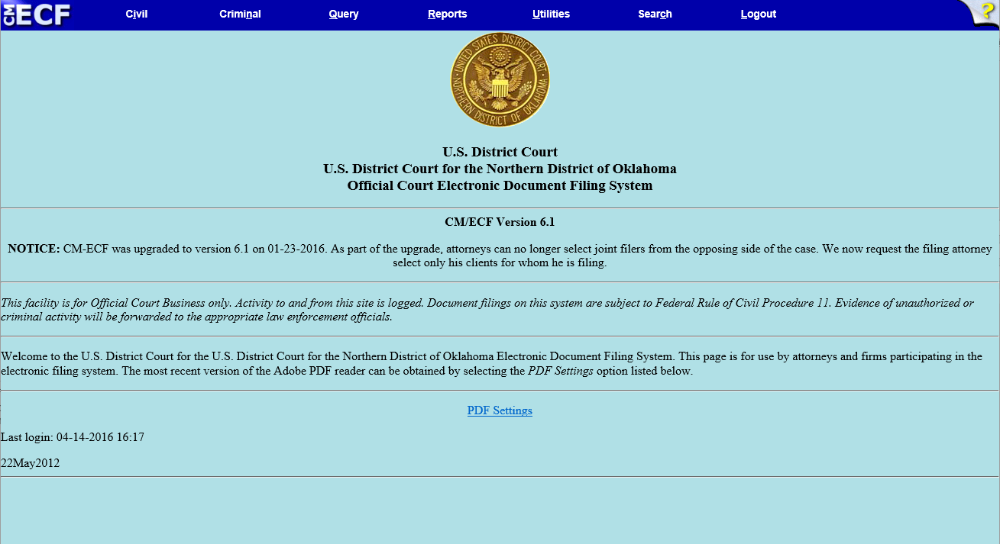 CM ECF Civil Criminal Query Reports Utilities Search Logout ?
UNITED STATES DISTRICT COURT
NORTHERN DISTRICT OF OKLAHOMA
U.S. District Court
U.S. District Court for the Northern District of Oklahoma
Official Court Electronic Document Filing System
CM/ECF Version 6.1
NOTICE: CM-ECF was upgraded to version 6.1 on 01-23-2016. As part of the upgrade, attorneys can no longer select joint filers from the opposing side of the case. We now request the filing attorney
select only his clients for whom he is filing.
This facility is for Official Court Business only. Activity to and from this site is logged. Document filings on this system are subject to Federal Rule of Civil Procedure 11. Evidence of unauthorized or
criminal activity will be forwarded to the appropriate law enforcement officials.
Welcome to the U.S. District Court for the U.S. District Court for the Northern District of Oklahoma Electronic Document Filing System. This page is for use by attorneys and firms participating in the
electronic filing system. The most recent version of the Adobe PDF reader can be obtained by selecting the PDF Settings option listed below.
PDF Settings
Last login: 04-14-2016 16:17
22May2012